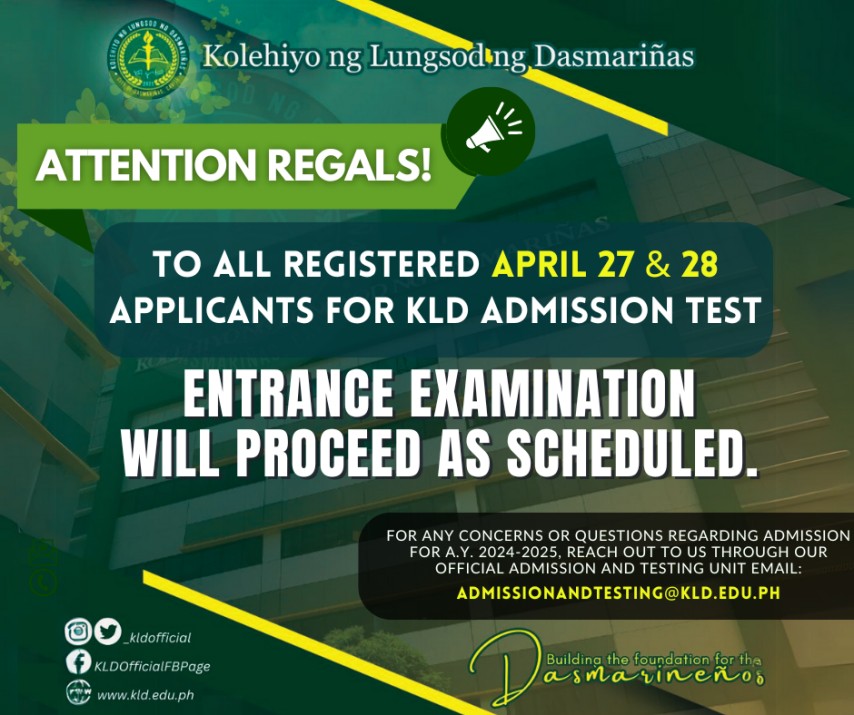 Kolehiyo ng Lungsod ng Dasmariñas
ATTENTION REGALS!
TO ALL REGISTERED APRIL 27 & 28
APPLICANTS FOR KLD ADMISSION TEST
ENTRANCE EXAMINATION
WILL PROCEED AS SCHEDULED.
FOR ANY CONCERNS OR QUESTIONS REGARDING ADMISSION
FOR A.Y. 2024-2025, REACH OUT TO US THROUGH OUR
OFFICIAL ADMISSION AND TESTING UNIT EMAIL:
ADMISSIONANDTESTING@KLD.EDU.PH
_kldofficial
KLDOfficialFBPage
www.kld.edu.ph
Building the foundation for the
Dasmarineños